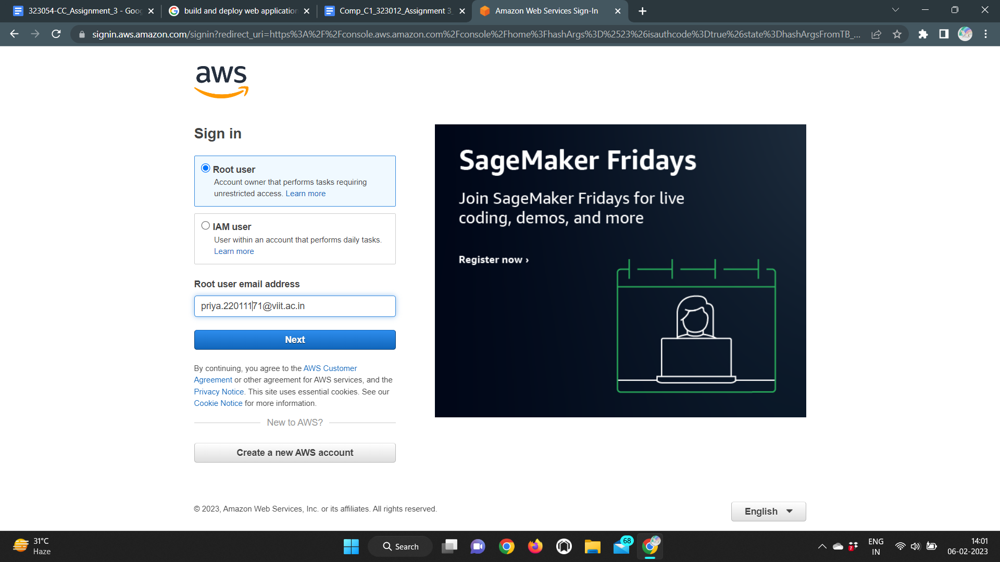 323054-CC_Assignment_3 - Goog
build and deploy web application
Comp_C1_323012_Assignment 3_
Amazon Web Services Sign-In
signin.aws.amazon.com/signin?redirect_uri=https%3A%2F%2Fconsole.aws.amazon.com%2Fconsole%2Fhome%3FhashArgs%3D%2523%26isauthcode%3Dtrue%26state%3DhashArgsFromTB_...
aws
Sign in
Root user
Account owner that performs tasks requiring
unrestricted access. Learn more
IAM user
User within an account that performs daily tasks.
Learn more
Root user email address
priya.22011171@viit.ac.in
Next
By continuing, you agree to the AWS Customer
Agreement or other agreement for AWS services, and the
Privacy Notice. This site uses essential cookies. See our
Cookie Notice for more information.
New to AWS?
Create a new AWS account
SageMaker Fridays
Join SageMaker Fridays for live
coding, demos, and more
Register now ›
© 2023, Amazon Web Services, Inc. or its affiliates. All rights reserved.
English
31°C
Haze
Search
68
7
ENG
IN
14:01
06-02-2023